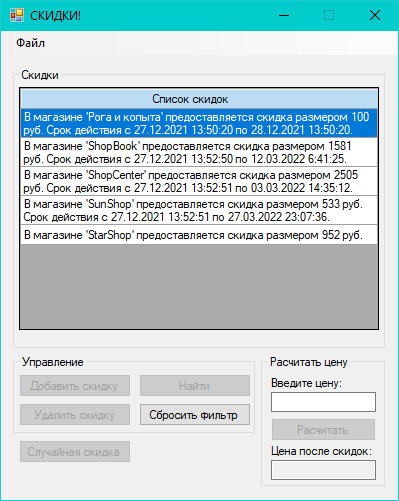 СКИДКИ!
Файл
Скидки
Список скидок
В магазине 'Рога и копыта' предоставляется скидка размером 100
руб. Срок действия с 27.12.2021 13:50:20 по 28.12.2021 13:50:20.
В магазине 'ShopBook' предоставляется скидка размером 1581
руб. Срок действия с 27.12.2021 13:52:50 по 12.03.2022 6:41:25.
В магазине 'ShopCenter' предоставляется скидка размером 2505
руб. Срок действия с 27.12.2021 13:52:51 по 03.03.2022 14:35:12.
В магазине 'SunShop' предоставляется скидка размером 533 руб.
Срок действия с 27.12.2021 13:52:51 по 27.03.2022 23:07:36.
В магазине 'StarShop' предоставляется скидка размером 952 руб.
Управление
Добавить скидку
Найти
Удалить скидку
Сбросить фильтр
Случайная скидка
Расчитать цену
Введите цену:
Расчитать
Цена после скидок: